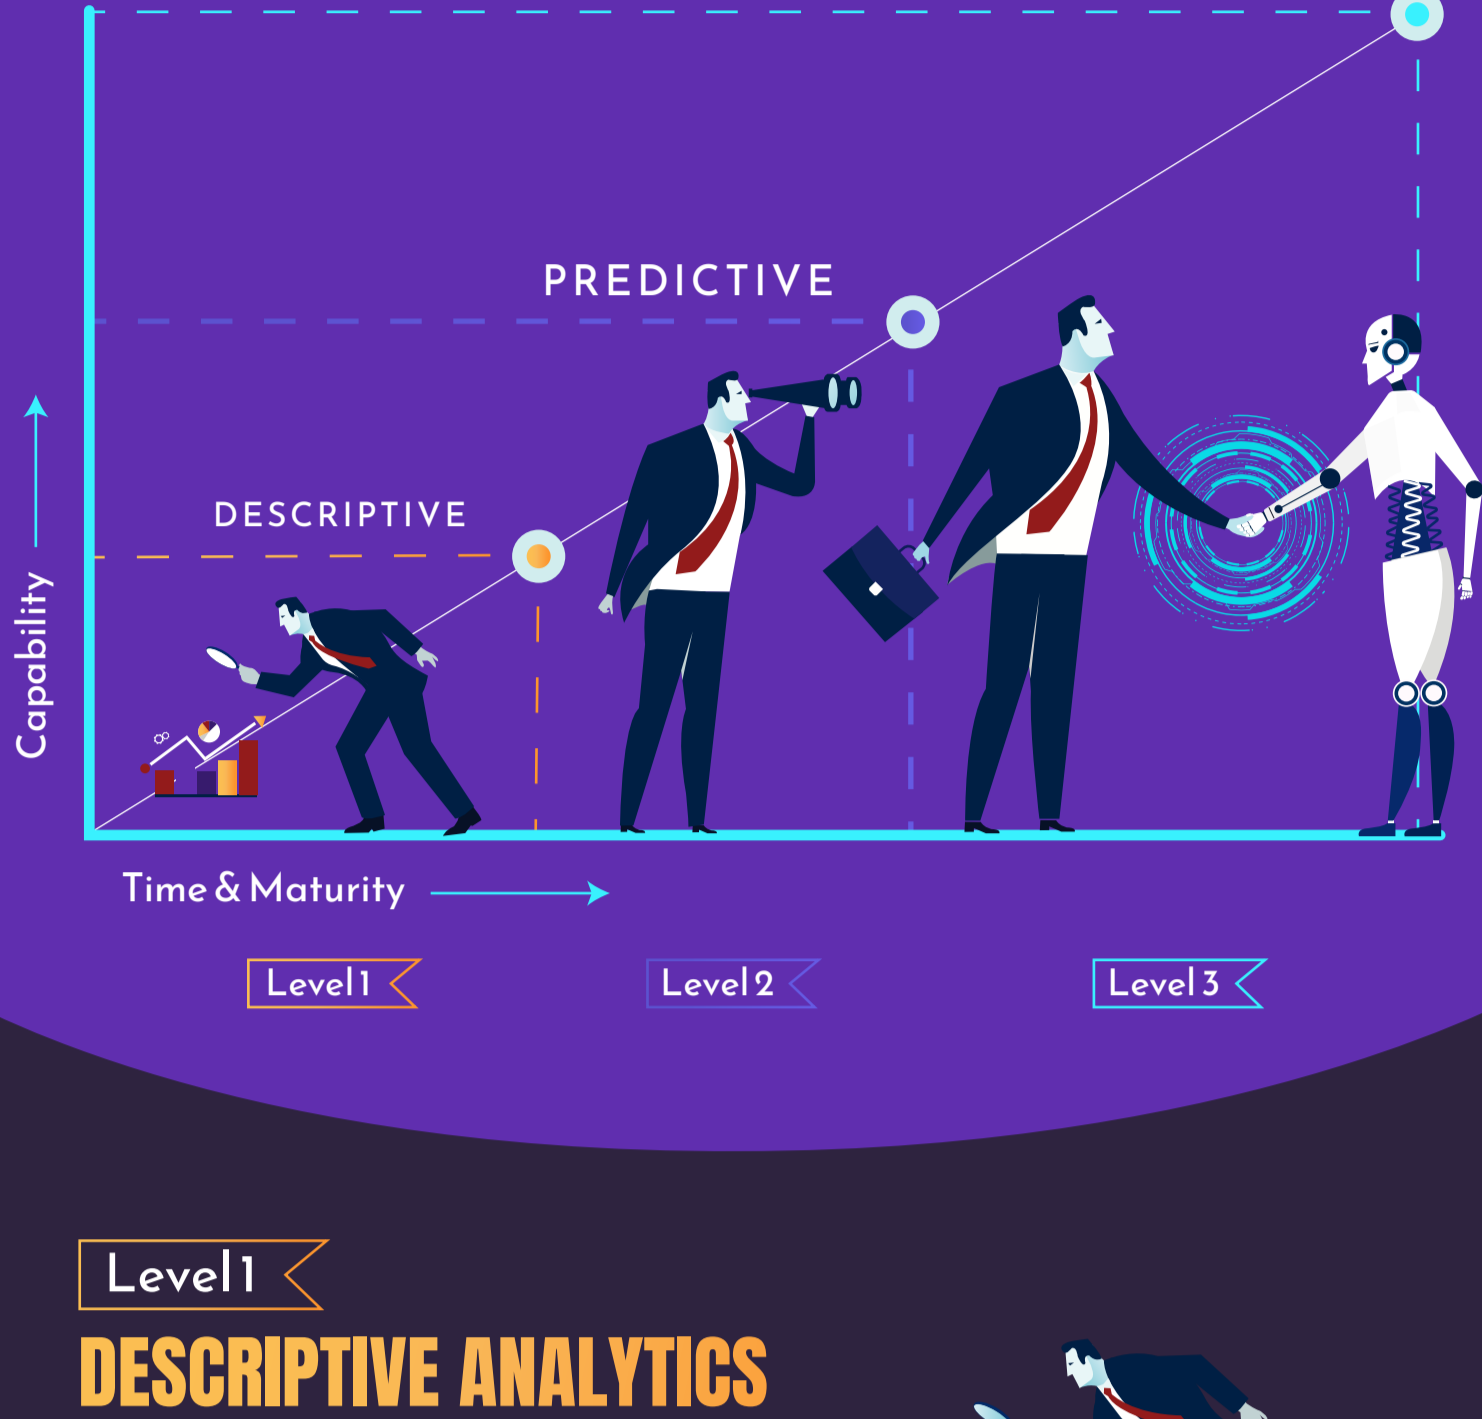 PREDICTIVE
DESCRIPTIVE
Capability
Time & Maturity
Level 1
Level 2
Level 3
Level 1
DESCRIPTIVE ANALYTICS